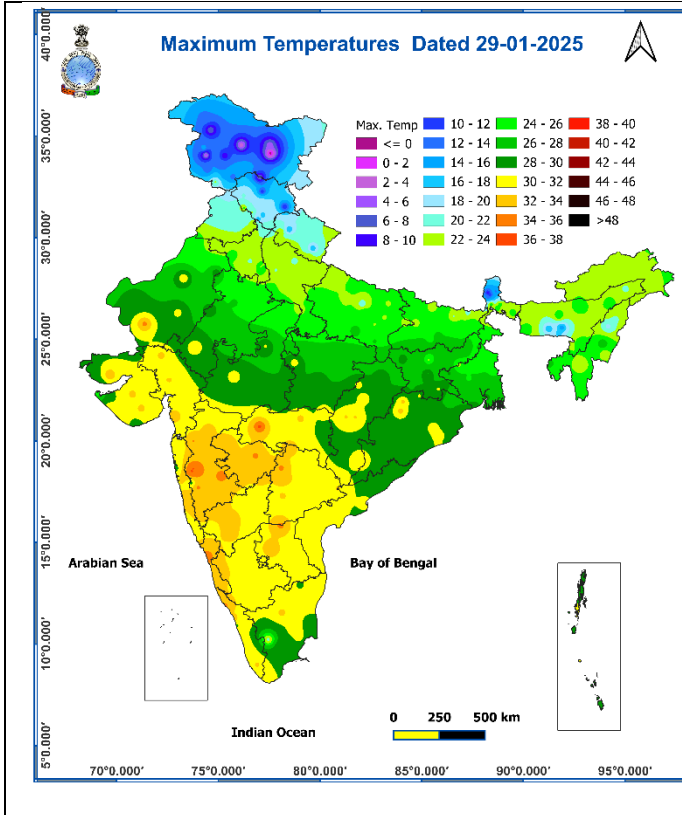 Maximum Temperatures Dated 29-01-2025
Max. Temp
<= 0
0 - 2
2 - 4
4 - 6
6 - 8
8 - 10
10 - 12
12 - 14
14 - 16
16 - 18
18 - 20
20 - 22
22 - 24
24 - 26
26 - 28
28 - 30
30 - 32
32 - 34
34 - 36
36 - 38
38 - 40
40 - 42
42 - 44
44 - 46
46 - 48
>48
40°0.000'
35°0.000'
30°0.000'
25°0.000'
20°0.000'
15°0.000'
10°0.000'
5°0.000'
Arabian Sea
Bay of Bengal
Indian Ocean
0 250 500 km
70°0.000' 75°0.000' 80°0.000' 85°0.000' 90°0.000' 95°0.000'